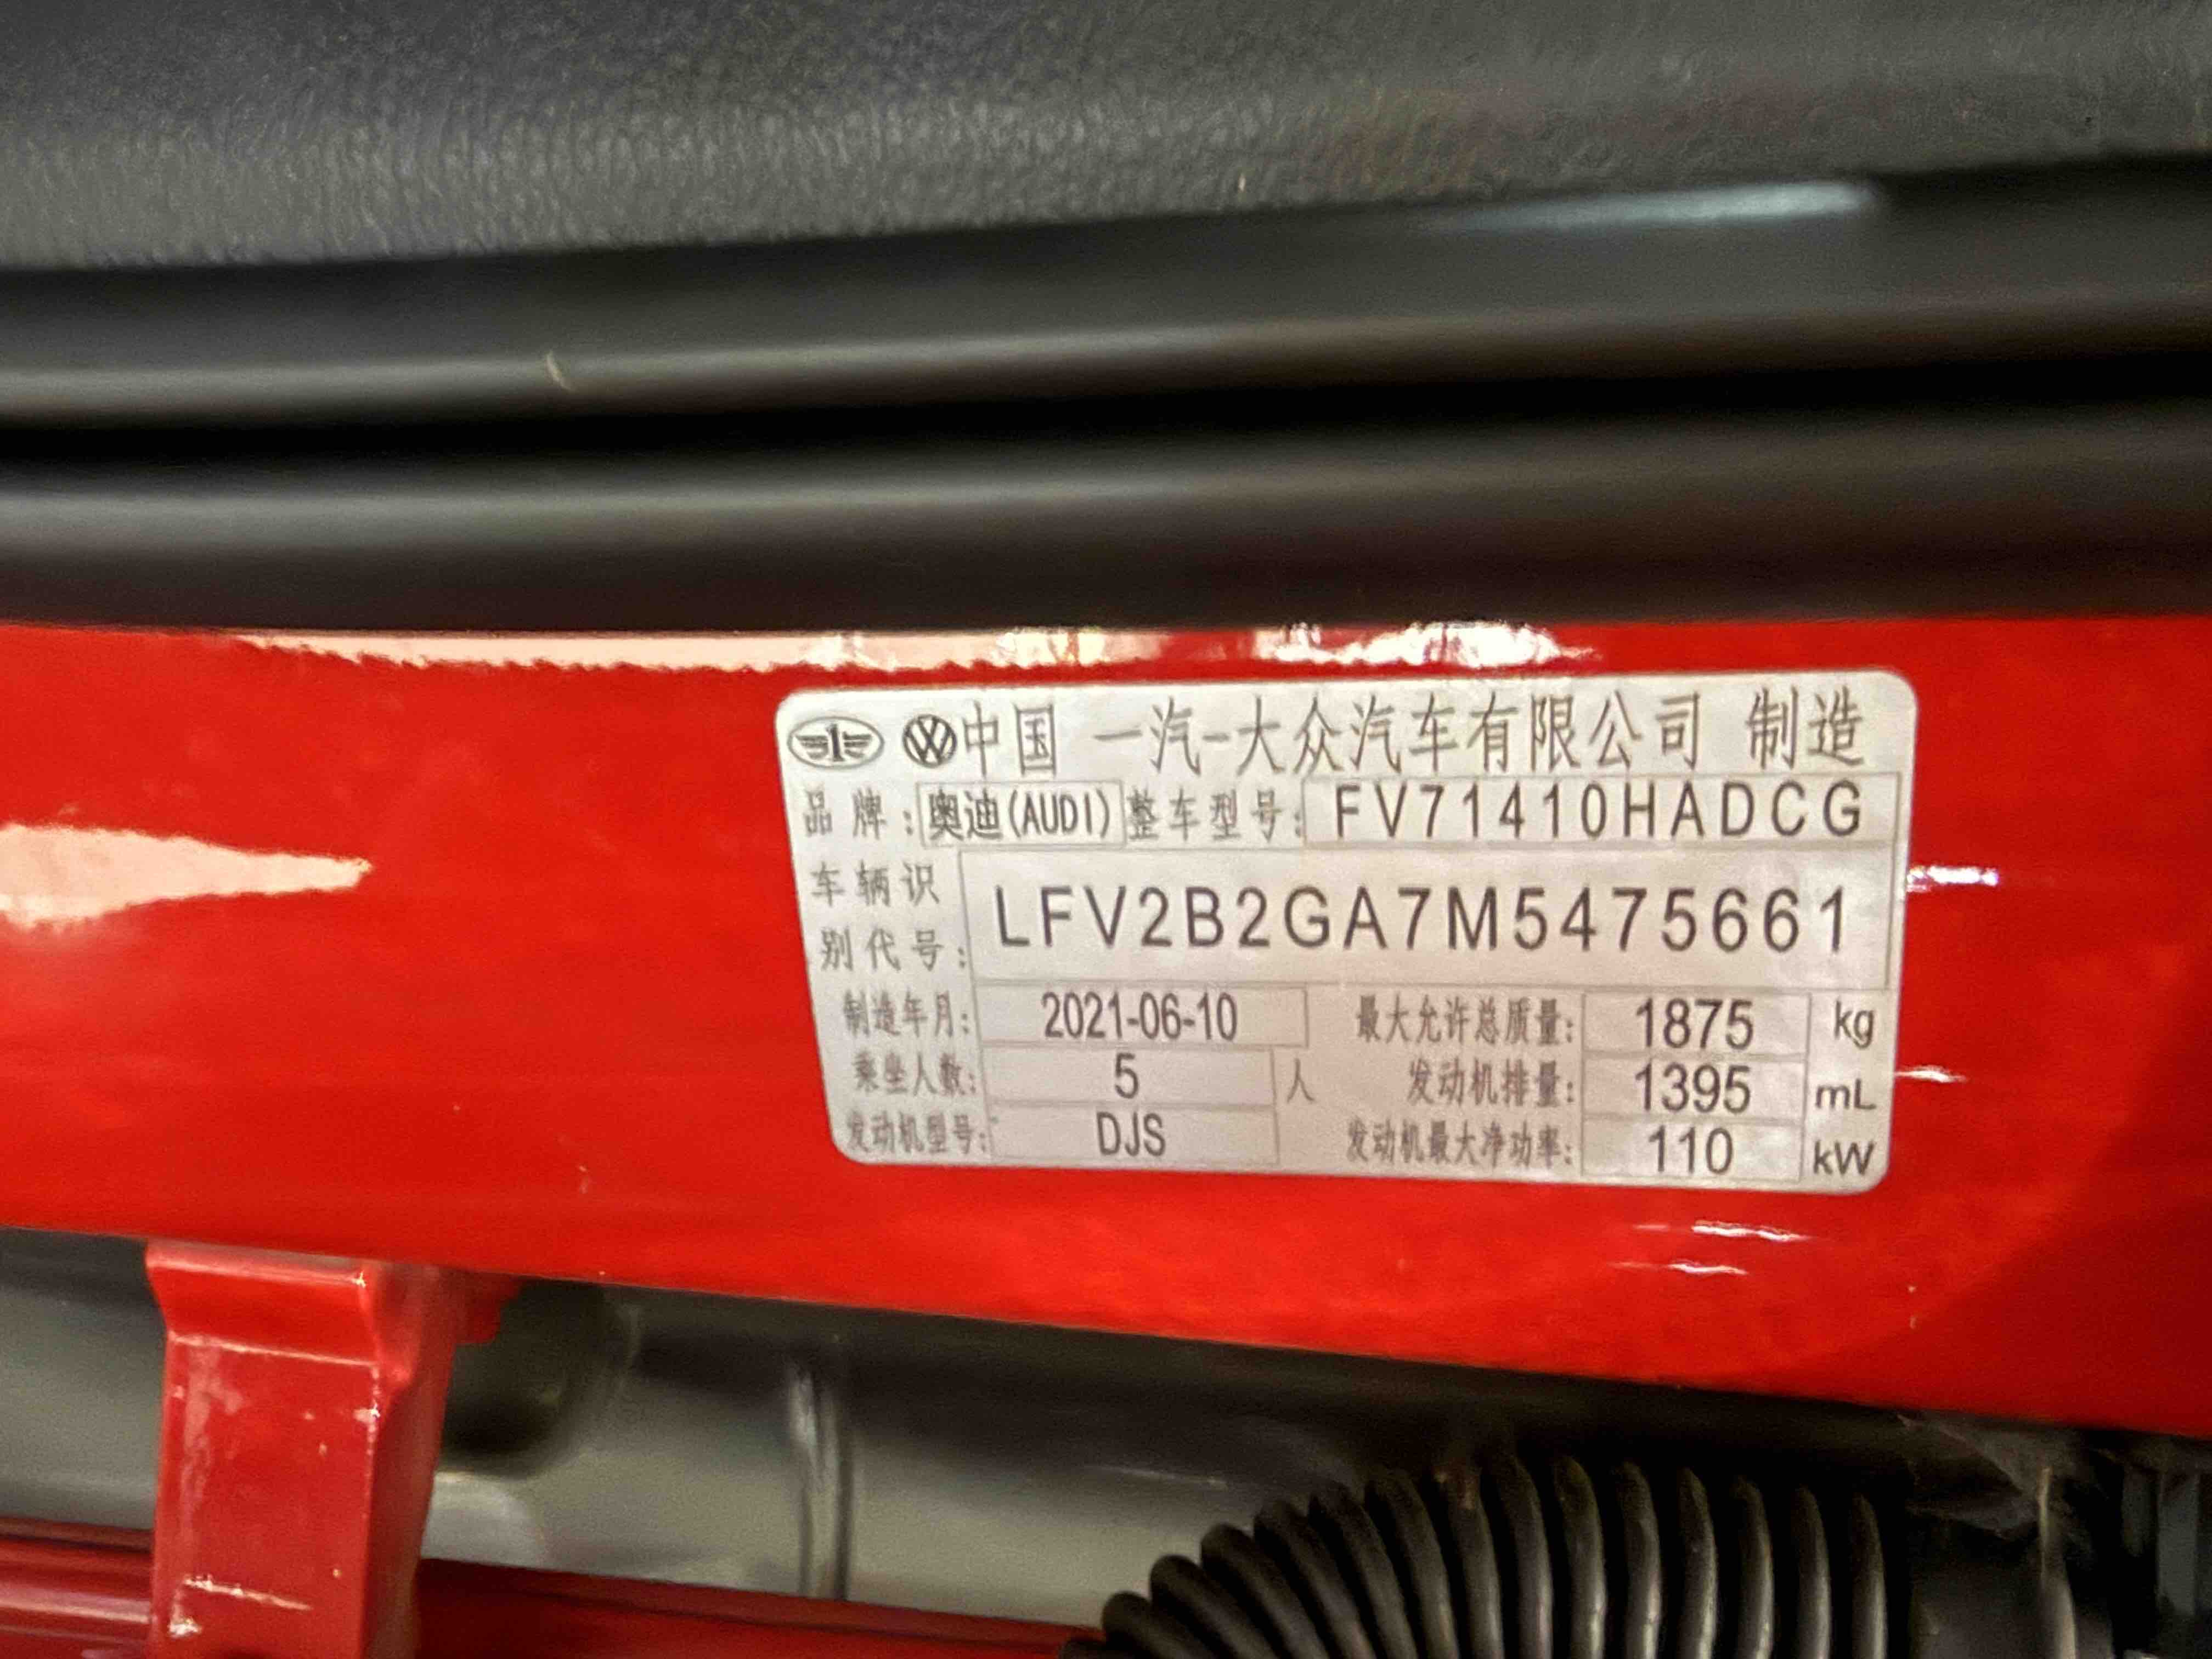 中国 一汽-大众汽车有限公司 制造
品牌: 奥迪(AUDI) 整车型号: FV71410HADCG
车辆识别代号: LFV2B2GA7M5475661
制造年月: 2021-06-10 最大允许总质量: 1875 kg
乘坐人数: 5 人 发动机排量: 1395 mL
发动机型号: DJS 发动机最大净功率: 110 kW